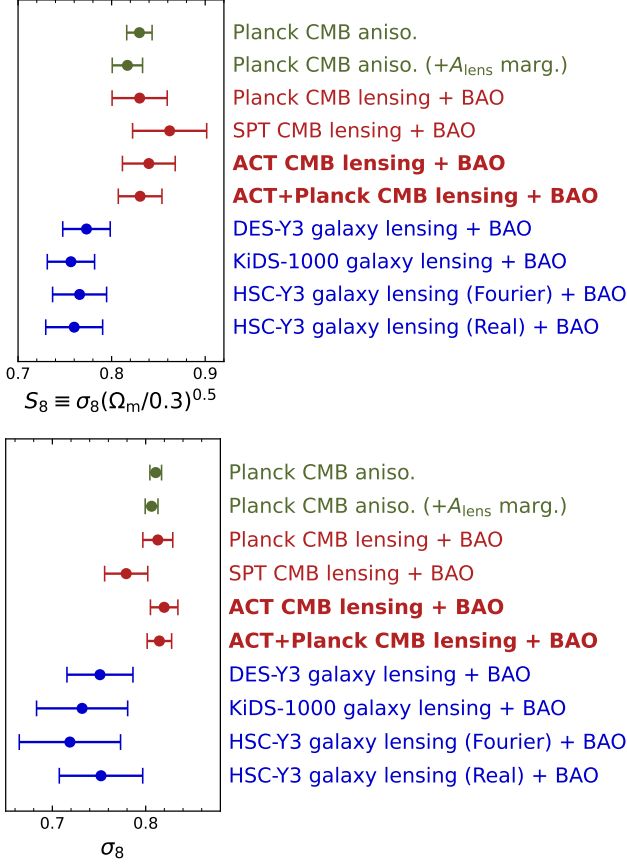 Planck CMB aniso.
Planck CMB aniso. (+A_lens marg.)
Planck CMB lensing + BAO
SPT CMB lensing + BAO
ACT CMB lensing + BAO
ACT+Planck CMB lensing + BAO
DES-Y3 galaxy lensing + BAO
KiDS-1000 galaxy lensing + BAO
HSC-Y3 galaxy lensing (Fourier) + BAO
HSC-Y3 galaxy lensing (Real) + BAO
0.7 0.8 0.9
S₈ ≡ σ₈(Ωₘ/0.3)⁰·⁵
Planck CMB aniso.
Planck CMB aniso. (+A_lens marg.)
Planck CMB lensing + BAO
SPT CMB lensing + BAO
ACT CMB lensing + BAO
ACT+Planck CMB lensing + BAO
DES-Y3 galaxy lensing + BAO
KiDS-1000 galaxy lensing + BAO
HSC-Y3 galaxy lensing (Fourier) + BAO
HSC-Y3 galaxy lensing (Real) + BAO
0.7 0.8
σ₈